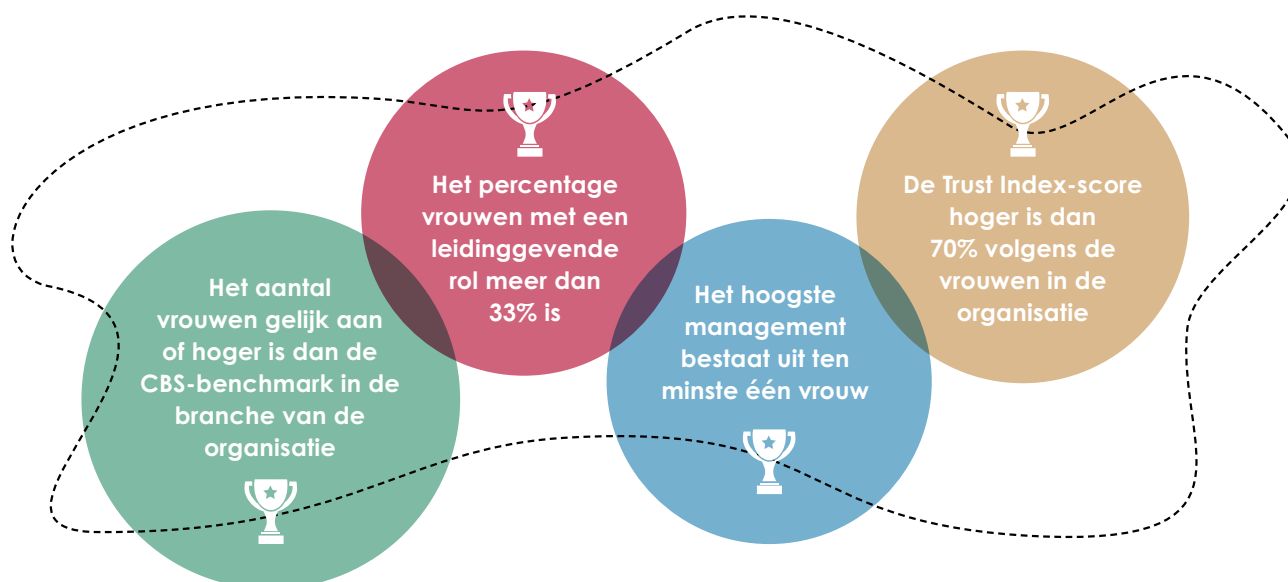 Het aantal
vrouwen gelijk aan
of hoger is dan de
CBS-benchmark in de
branche van de
organisatie
Het percentage
vrouwen met een
leidinggevende
rol meer dan
33% is
Het hoogste
management
bestaat uit ten
minste één vrouw
De Trust Index-score
hoger is dan
70% volgens de
vrouwen in de
organisatie